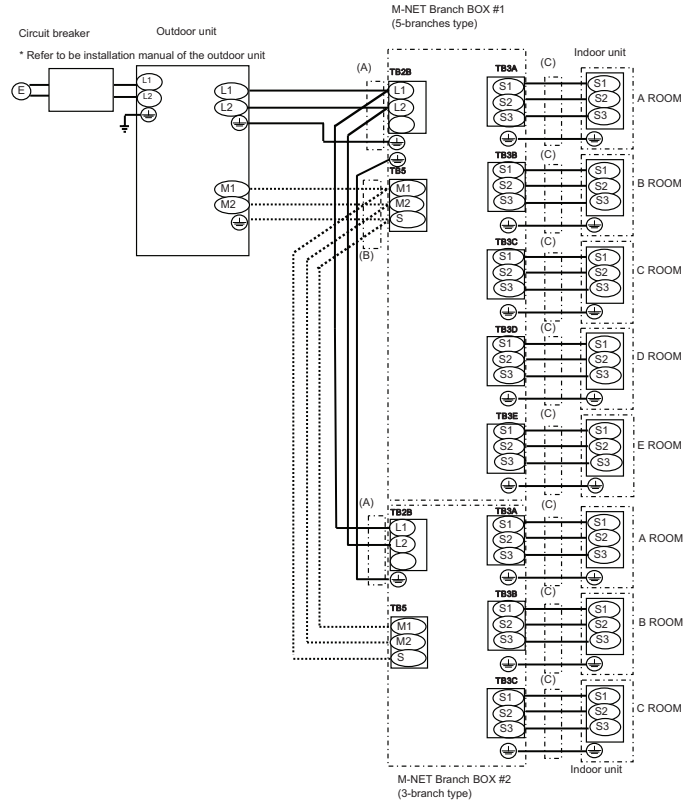 M-NET Branch BOX #1
(5-branches type)
Circuit breaker
Outdoor unit
* Refer to be installation manual of the outdoor unit
Indoor unit
E
L1
L2
L1
L2
M1
M2
(A)
TB2B
L1
L2
TB5
M1
M2
S
(B)
TB3A
S1
S2
S3
(C)
S1
S2
S3
A ROOM
TB3B
S1
S2
S3
(C)
S1
S2
S3
B ROOM
TB3C
S1
S2
S3
(C)
S1
S2
S3
C ROOM
TB3D
S1
S2
S3
(C)
S1
S2
S3
D ROOM
TB3E
S1
S2
S3
(C)
S1
S2
S3
E ROOM
(A)
TB2B
L1
L2
TB5
M1
M2
S
TB3A
S1
S2
S3
(C)
S1
S2
S3
A ROOM
TB3B
S1
S2
S3
(C)
S1
S2
S3
B ROOM
TB3C
S1
S2
S3
(C)
S1
S2
S3
C ROOM
Indoor unit
M-NET Branch BOX #2
(3-branch type)